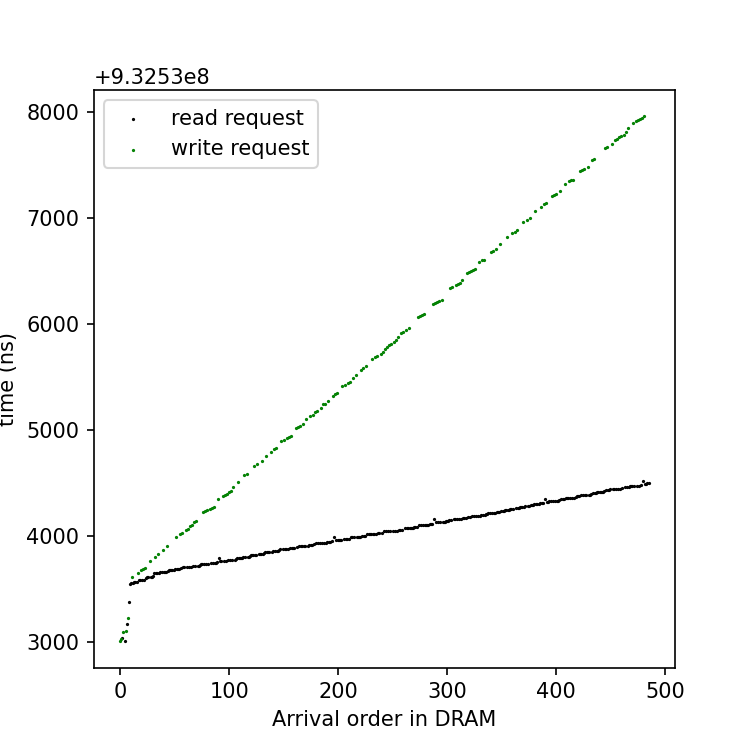 +9.3253e8
read request
write request
8000
7000
6000
5000
4000
3000
time (ns)
0 100 200 300 400 500
Arrival order in DRAM